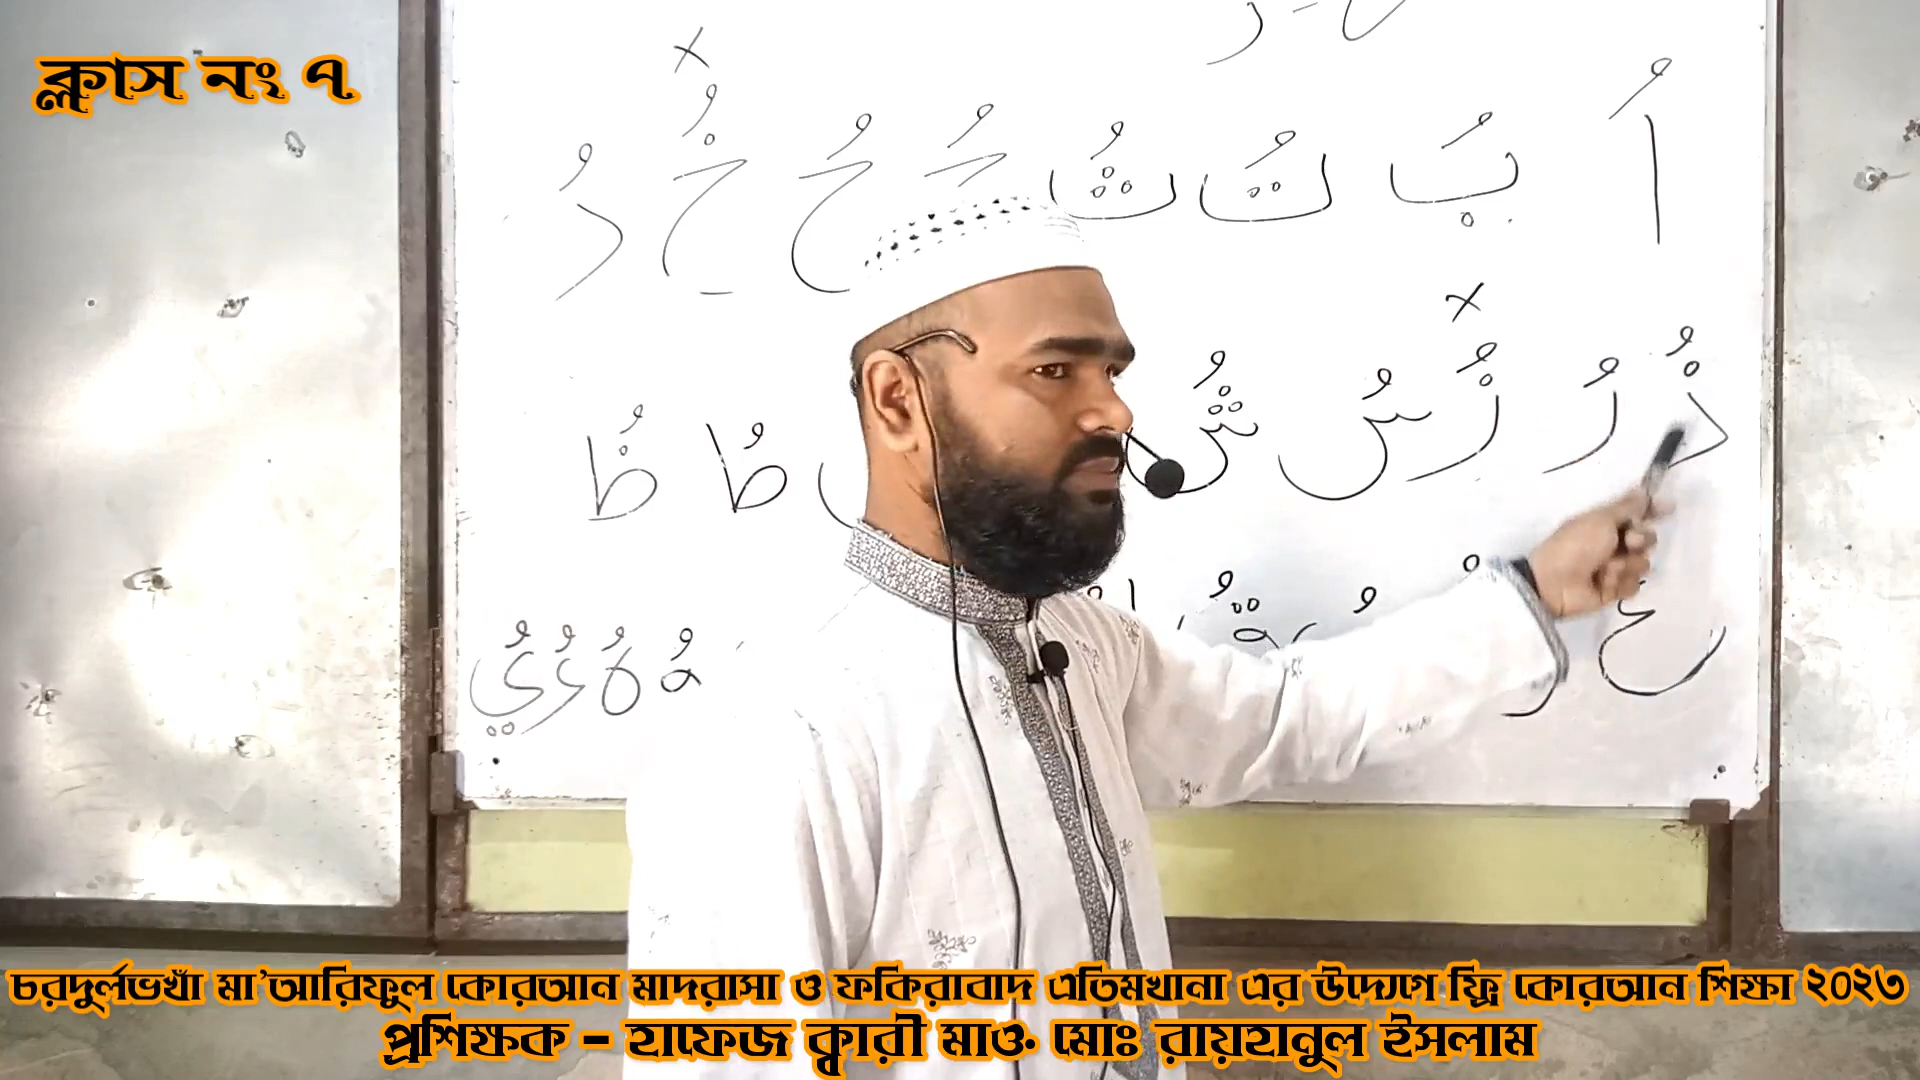 ক্লাস নং ৭
اُ بُ تُ ثُ جُ حُ خُ دُ
ذُ رُ زُ سُ شُ طُ ظُ
مُ هُ ءُ يُ
চরদুর্লভখাঁ মা'আরিফুল কোরআন মাদরাসা ও ফকিরাবাদ এতিমখানা এর উদ্যেগে ফ্রি কোরআন শিক্ষা ২০২৩
প্রশিক্ষক - হাফেজ ক্বারী মাও. মোঃ রায়হানুল ইসলাম